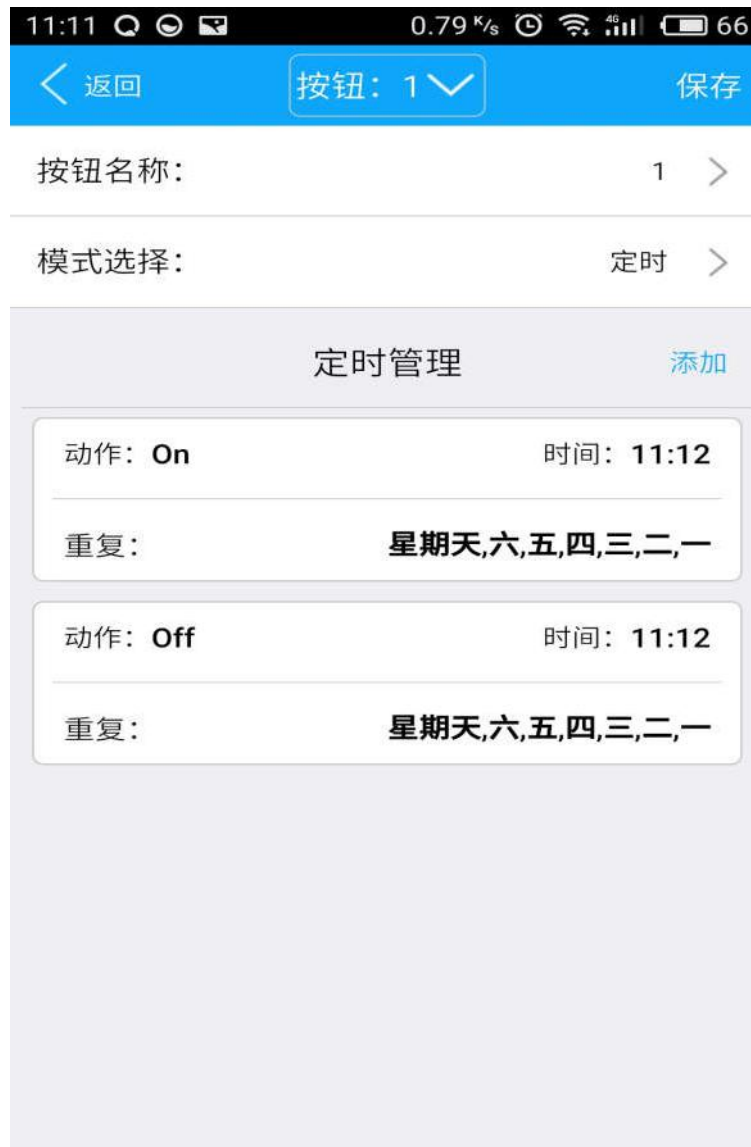 11:11 0.79 K/s 4G 66
返回 按钮：1 保存
按钮名称： 1
模式选择： 定时
定时管理 添加
动作：On 时间：11:12
重复： 星期天,六,五,四,三,二,一
动作：Off 时间：11:12
重复： 星期天,六,五,四,三,二,一